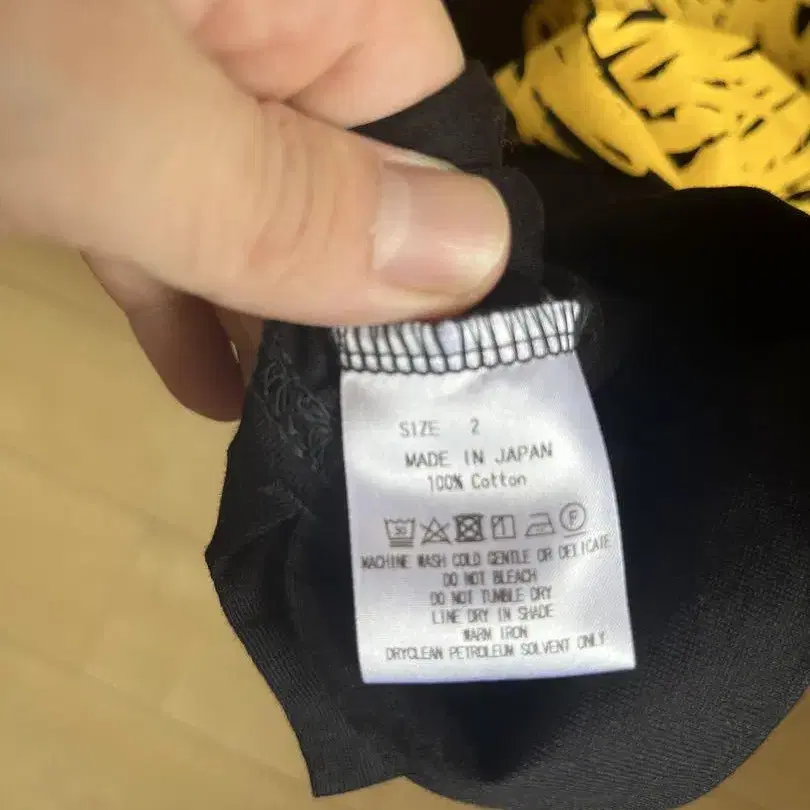 SIZE 2
MADE IN JAPAN
100% Cotton
30 P
MACHINE WASH COLD GENTLE OR DELICATE
DO NOT BLEACH
DO NOT TUMBLE DRY
LINE DRY IN SHADE
WARM IRON
DRYCLEAN PETROLEUM SOLVENT ONLY